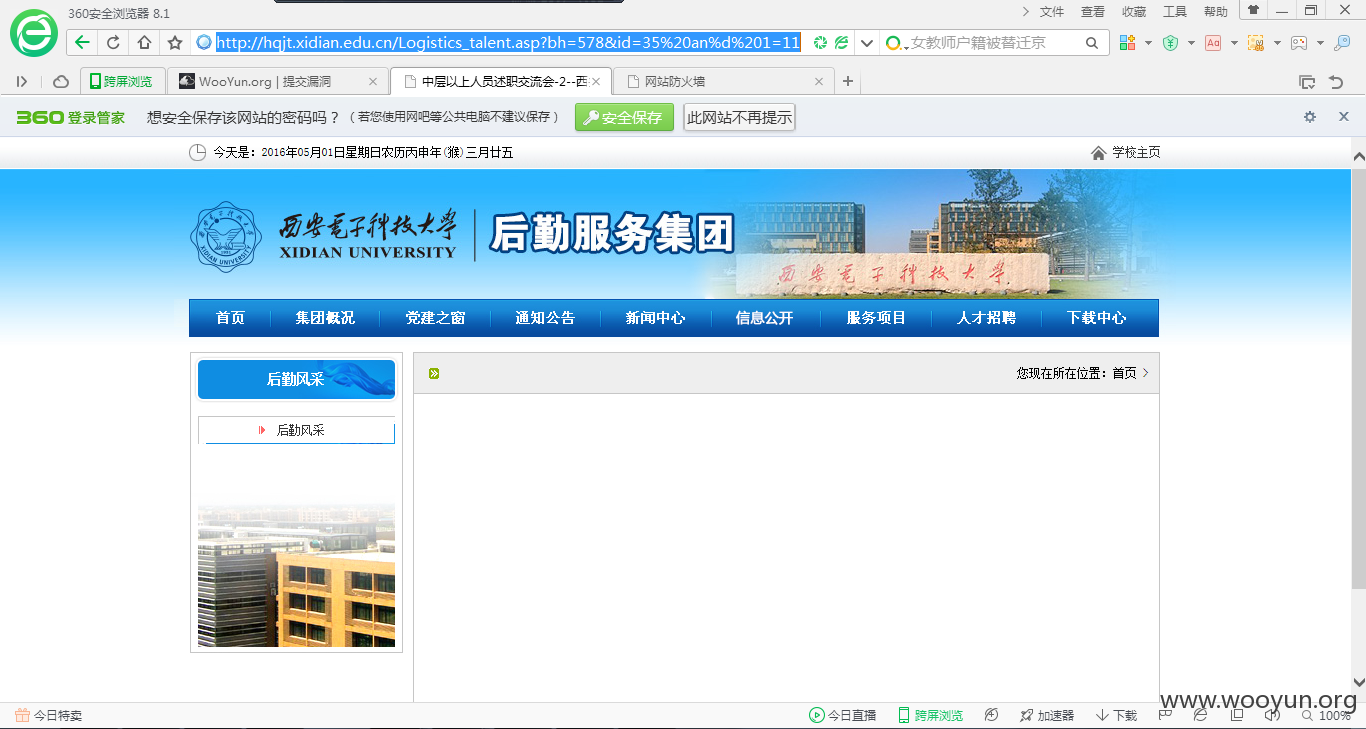 360安全浏览器 8.1
文件 查看 收藏 工具 帮助
http://hqjt.xidian.edu.cn/Logistics_talent.asp?bh=578&id=35%20an%d%201=11
女教师户籍被替迁京
跨屏浏览
WooYun.org | 提交漏洞
中层以上人员述职交流会-2--西
网站防火墙
360 登录管家 想安全保存该网站的密码吗？（若您使用网吧等公共电脑不建议保存） 安全保存 此网站不再提示
今天是：2016年05月01日星期日农历丙申年(猴)三月廿五
学校主页
西安电子科技大学
XIDIAN UNIVERSITY
后勤服务集团
西安电子科技大学
首页 集团概况 党建之窗 通知公告 新闻中心 信息公开 服务项目 人才招聘 下载中心
后勤风采
您现在所在位置：首页
后勤风采
www.wooyun.org
今日特卖
今日直播 跨屏浏览 加速器 下载 100%